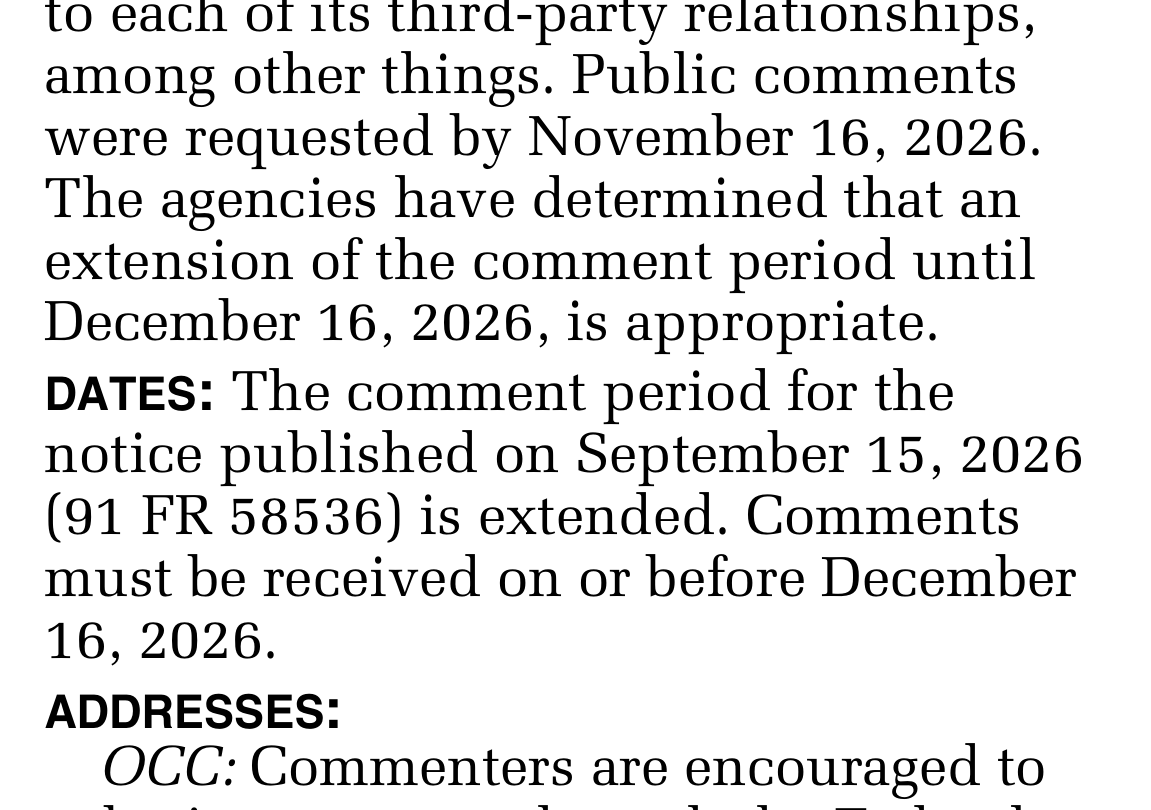 to each of its third-party relationships,
among other things. Public comments
were requested by November 16, 2026.
The agencies have determined that an
extension of the comment period until
December 16, 2026, is appropriate.
DATES: The comment period for the
notice published on September 15, 2026
(91 FR 58536) is extended. Comments
must be received on or before December
16, 2026.
ADDRESSES:
OCC: Commenters are encouraged to